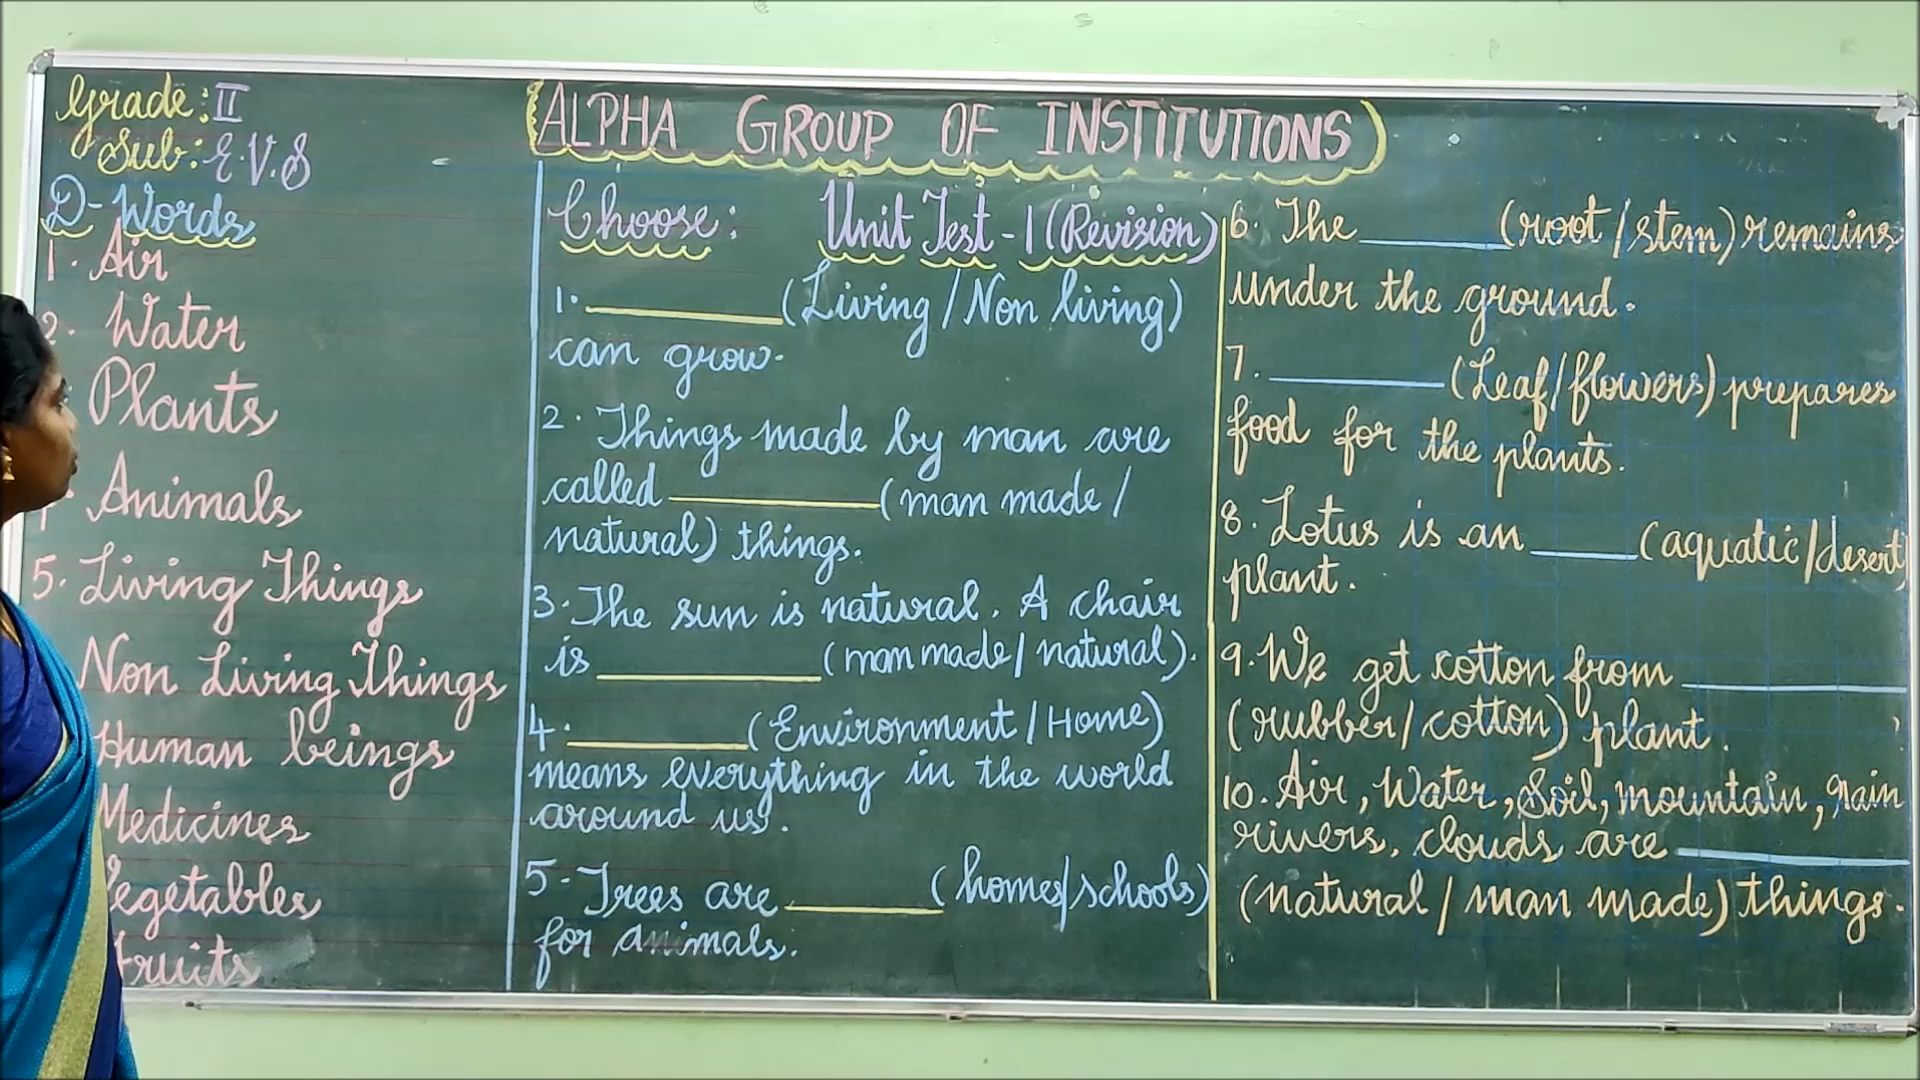 Grade: II
Sub: E.V.S
ALPHA GROUP OF INSTITUTIONS
D-Words
1. Air
2. Water
Plants
Animals
5. Living Things
Non Living Things
Human beings
Medicines
egetables
fruits
Choose: Unit Test - 1 (Revision)
1. ________ (Living / Non living)
can grow.
2. Things made by man are
called ________ (man made /
natural) things.
3. The sun is natural. A chair
is ________ (man made / natural).
4. ________ (Environment / Home)
means everything in the world
around us.
5. Trees are ________ (homes/schools)
for animals.
6. The ________ (root / stem) remains
under the ground.
7. ________ (Leaf/flowers) prepares
food for the plants.
8. Lotus is an ________ (aquatic/desert)
plant.
9. We get cotton from ________
(rubber / cotton) plant.
10. Air, Water, Soil, mountain, rain
rivers, clouds are ________
(natural / man made) things.